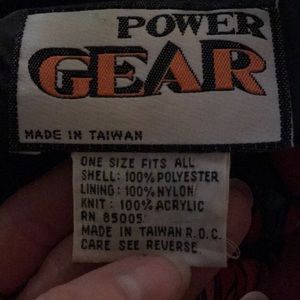 POWER
GEAR
MADE IN TAIWAN
ONE SIZE FITS ALL
SHELL: 100% POLYESTER
LINING: 100% NYLON
KNIT: 100% ACRYLIC
RN 85005
MADE IN TAIWAN R.O.C.
CARE SEE REVERSE